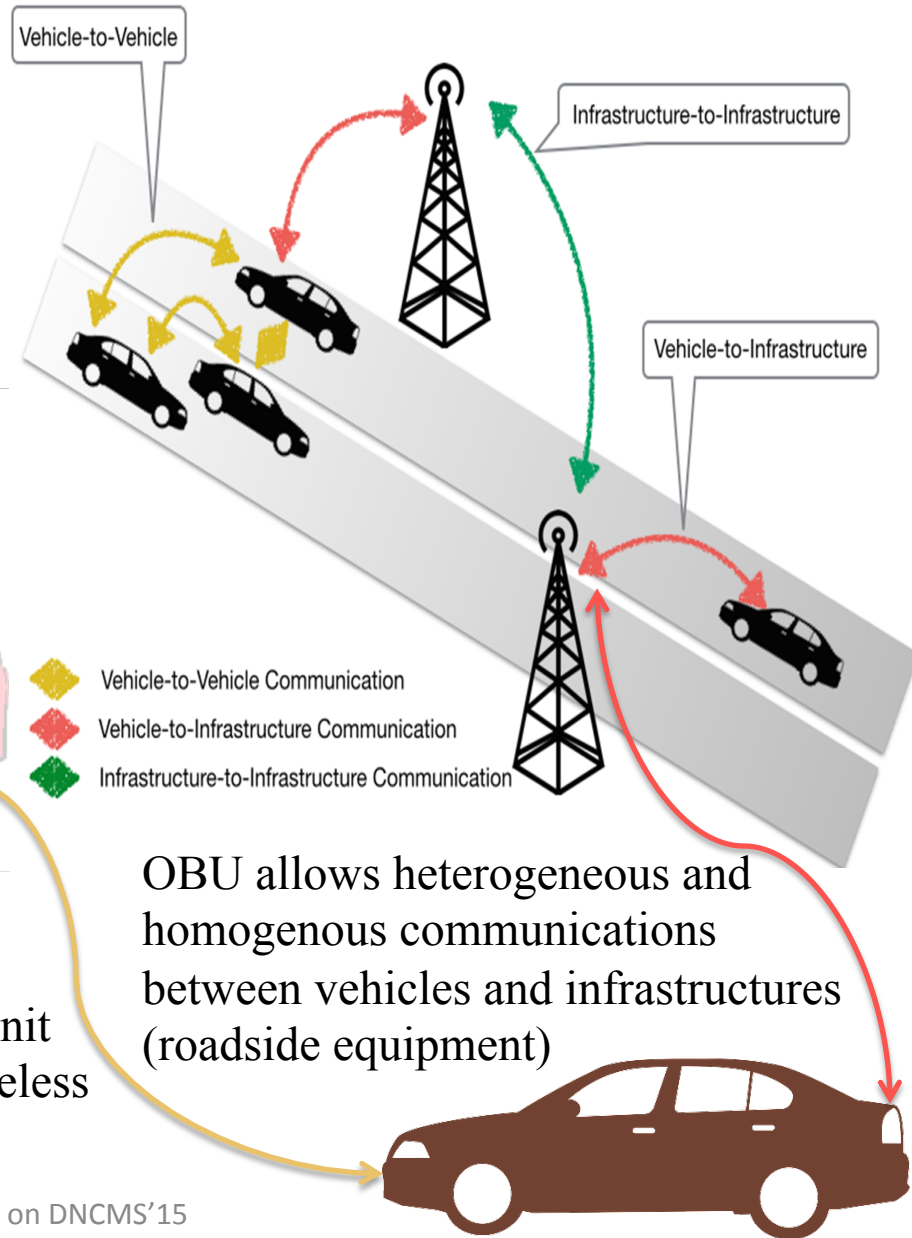 Vehicle-to-Vehicle
Infrastructure-to-Infrastructure
Vehicle-to-Infrastructure
Vehicle-to-Vehicle Communication
Vehicle-to-Infrastructure Communication
Infrastructure-to-Infrastructure Communication
OBU allows heterogeneous and
homogenous communications
between vehicles and infrastructures
(roadside equipment)
nit
eless
on DNCMS'15